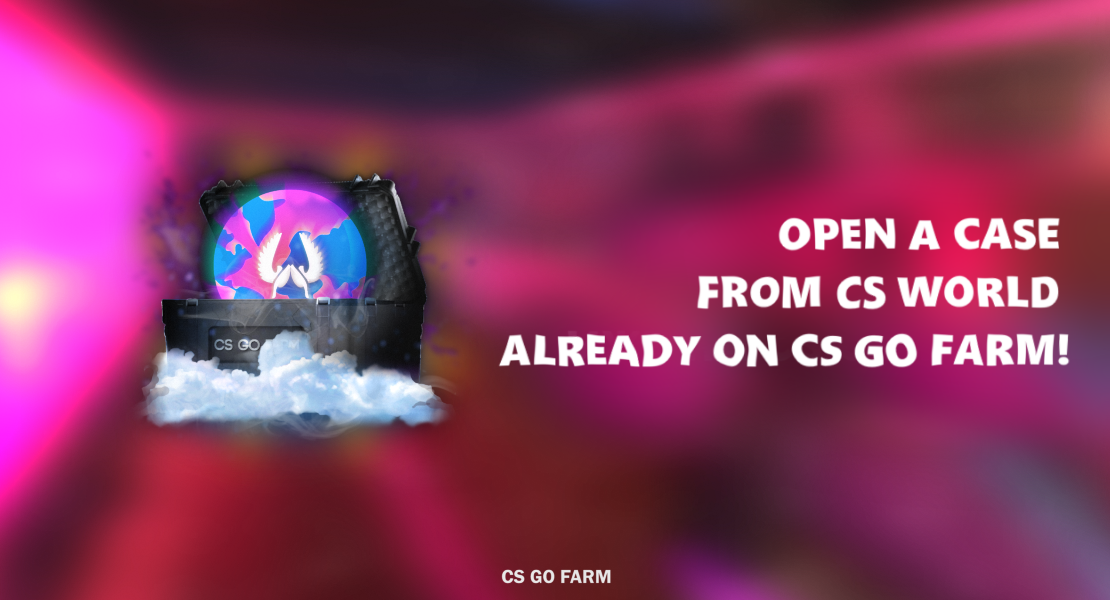 OPEN A CASE
FROM CS WORLD
ALREADY ON CS GO FARM!
CS GO
CS GO FARM